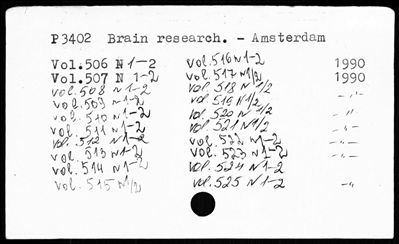 P3402 Brain research. - Amsterdam
Vol.506 N 1-2
Vol.507 N 1-2
vol. 508 N 1-2
vol. 509 N 1-2
vol. 510 N 1-2
vol. 511 N 1-2
vol. 512 N 1-2
vol. 513 N 1-2
vol. 514 N 1-2
vol. 515 N 1/2
vol. 516 N 1-2 1990
vol. 517 N 1/2 1990
vol. 518 N 1/2
vol. 519 N 1/2 -„-
vol. 520 N 1/2 -„-
vol. 521 N 1/2 -„-
vol. 522 N 1-2 -„-
vol. 523 N 1-2
vol. 524 N 1-2
vol. 525 N 1-2 -„-